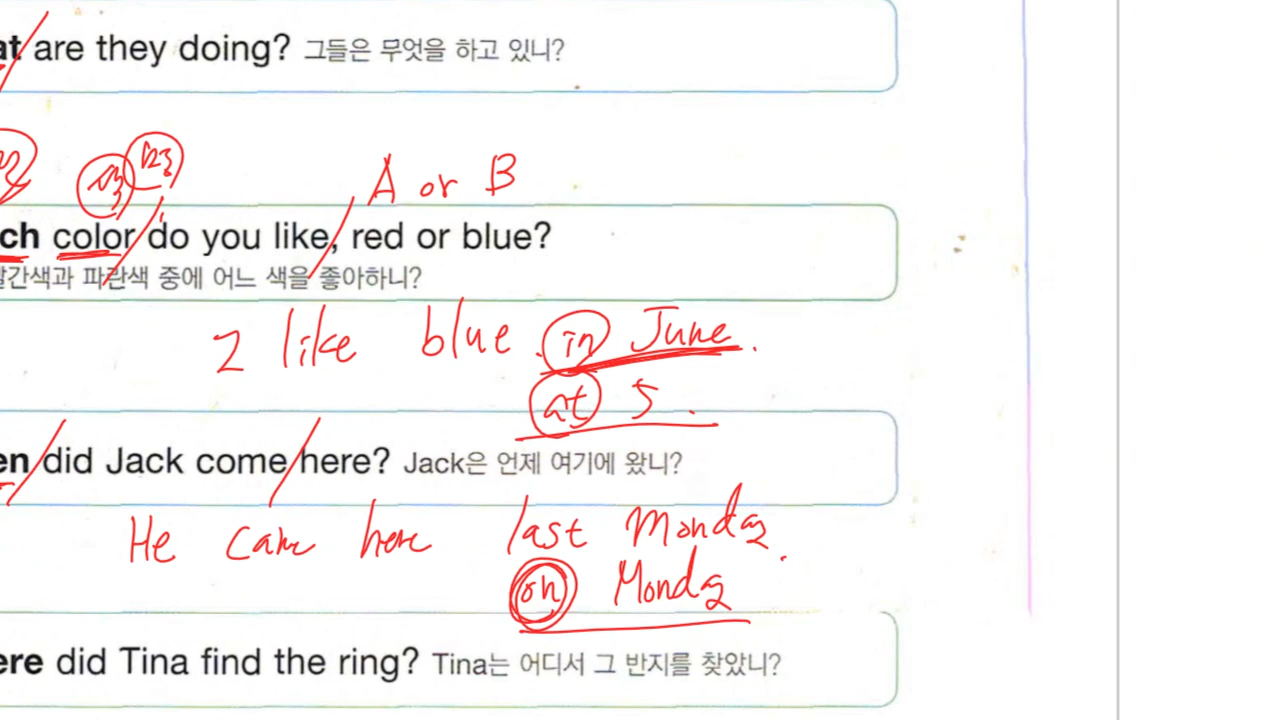 at are they doing? 그들은 무엇을 하고 있니?
A or B
ch color do you like, red or blue?
빨간색과 파란색 중에 어느 색을 좋아하니?
I like blue. in June.
at 5.
en did Jack come here? Jack은 언제 여기에 왔니?
He came here last Monday.
on Monday
ere did Tina find the ring? Tina는 어디서 그 반지를 찾았니?